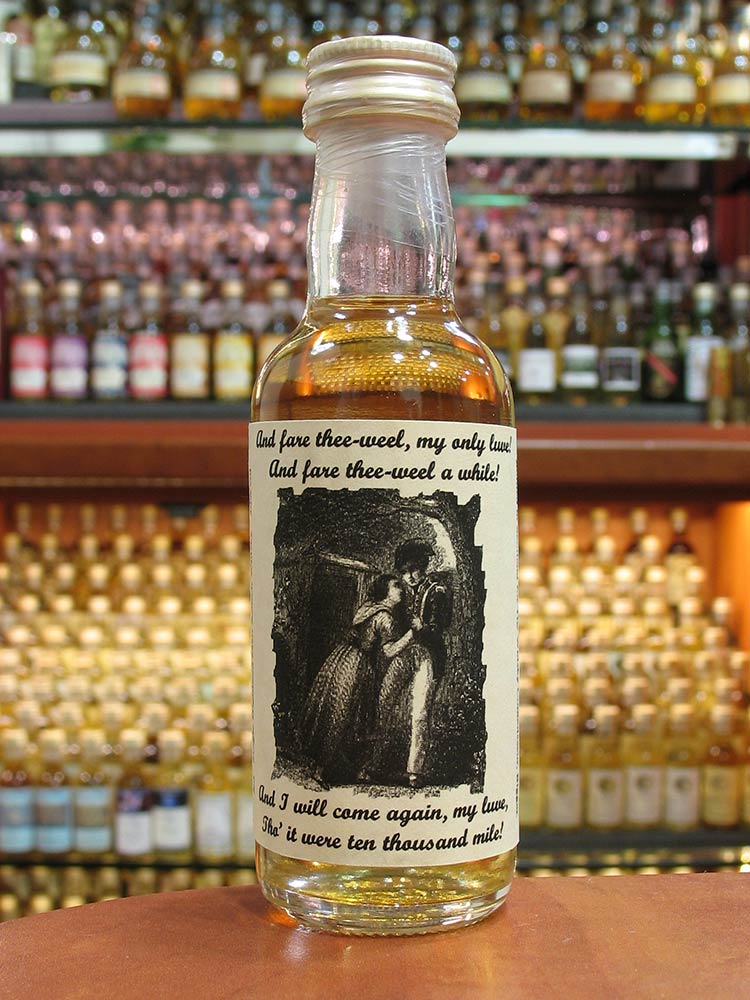 And fare thee-weel, my only luve!
And fare thee-weel a while!
And I will come again, my luve,
Tho' it were ten thousand mile!